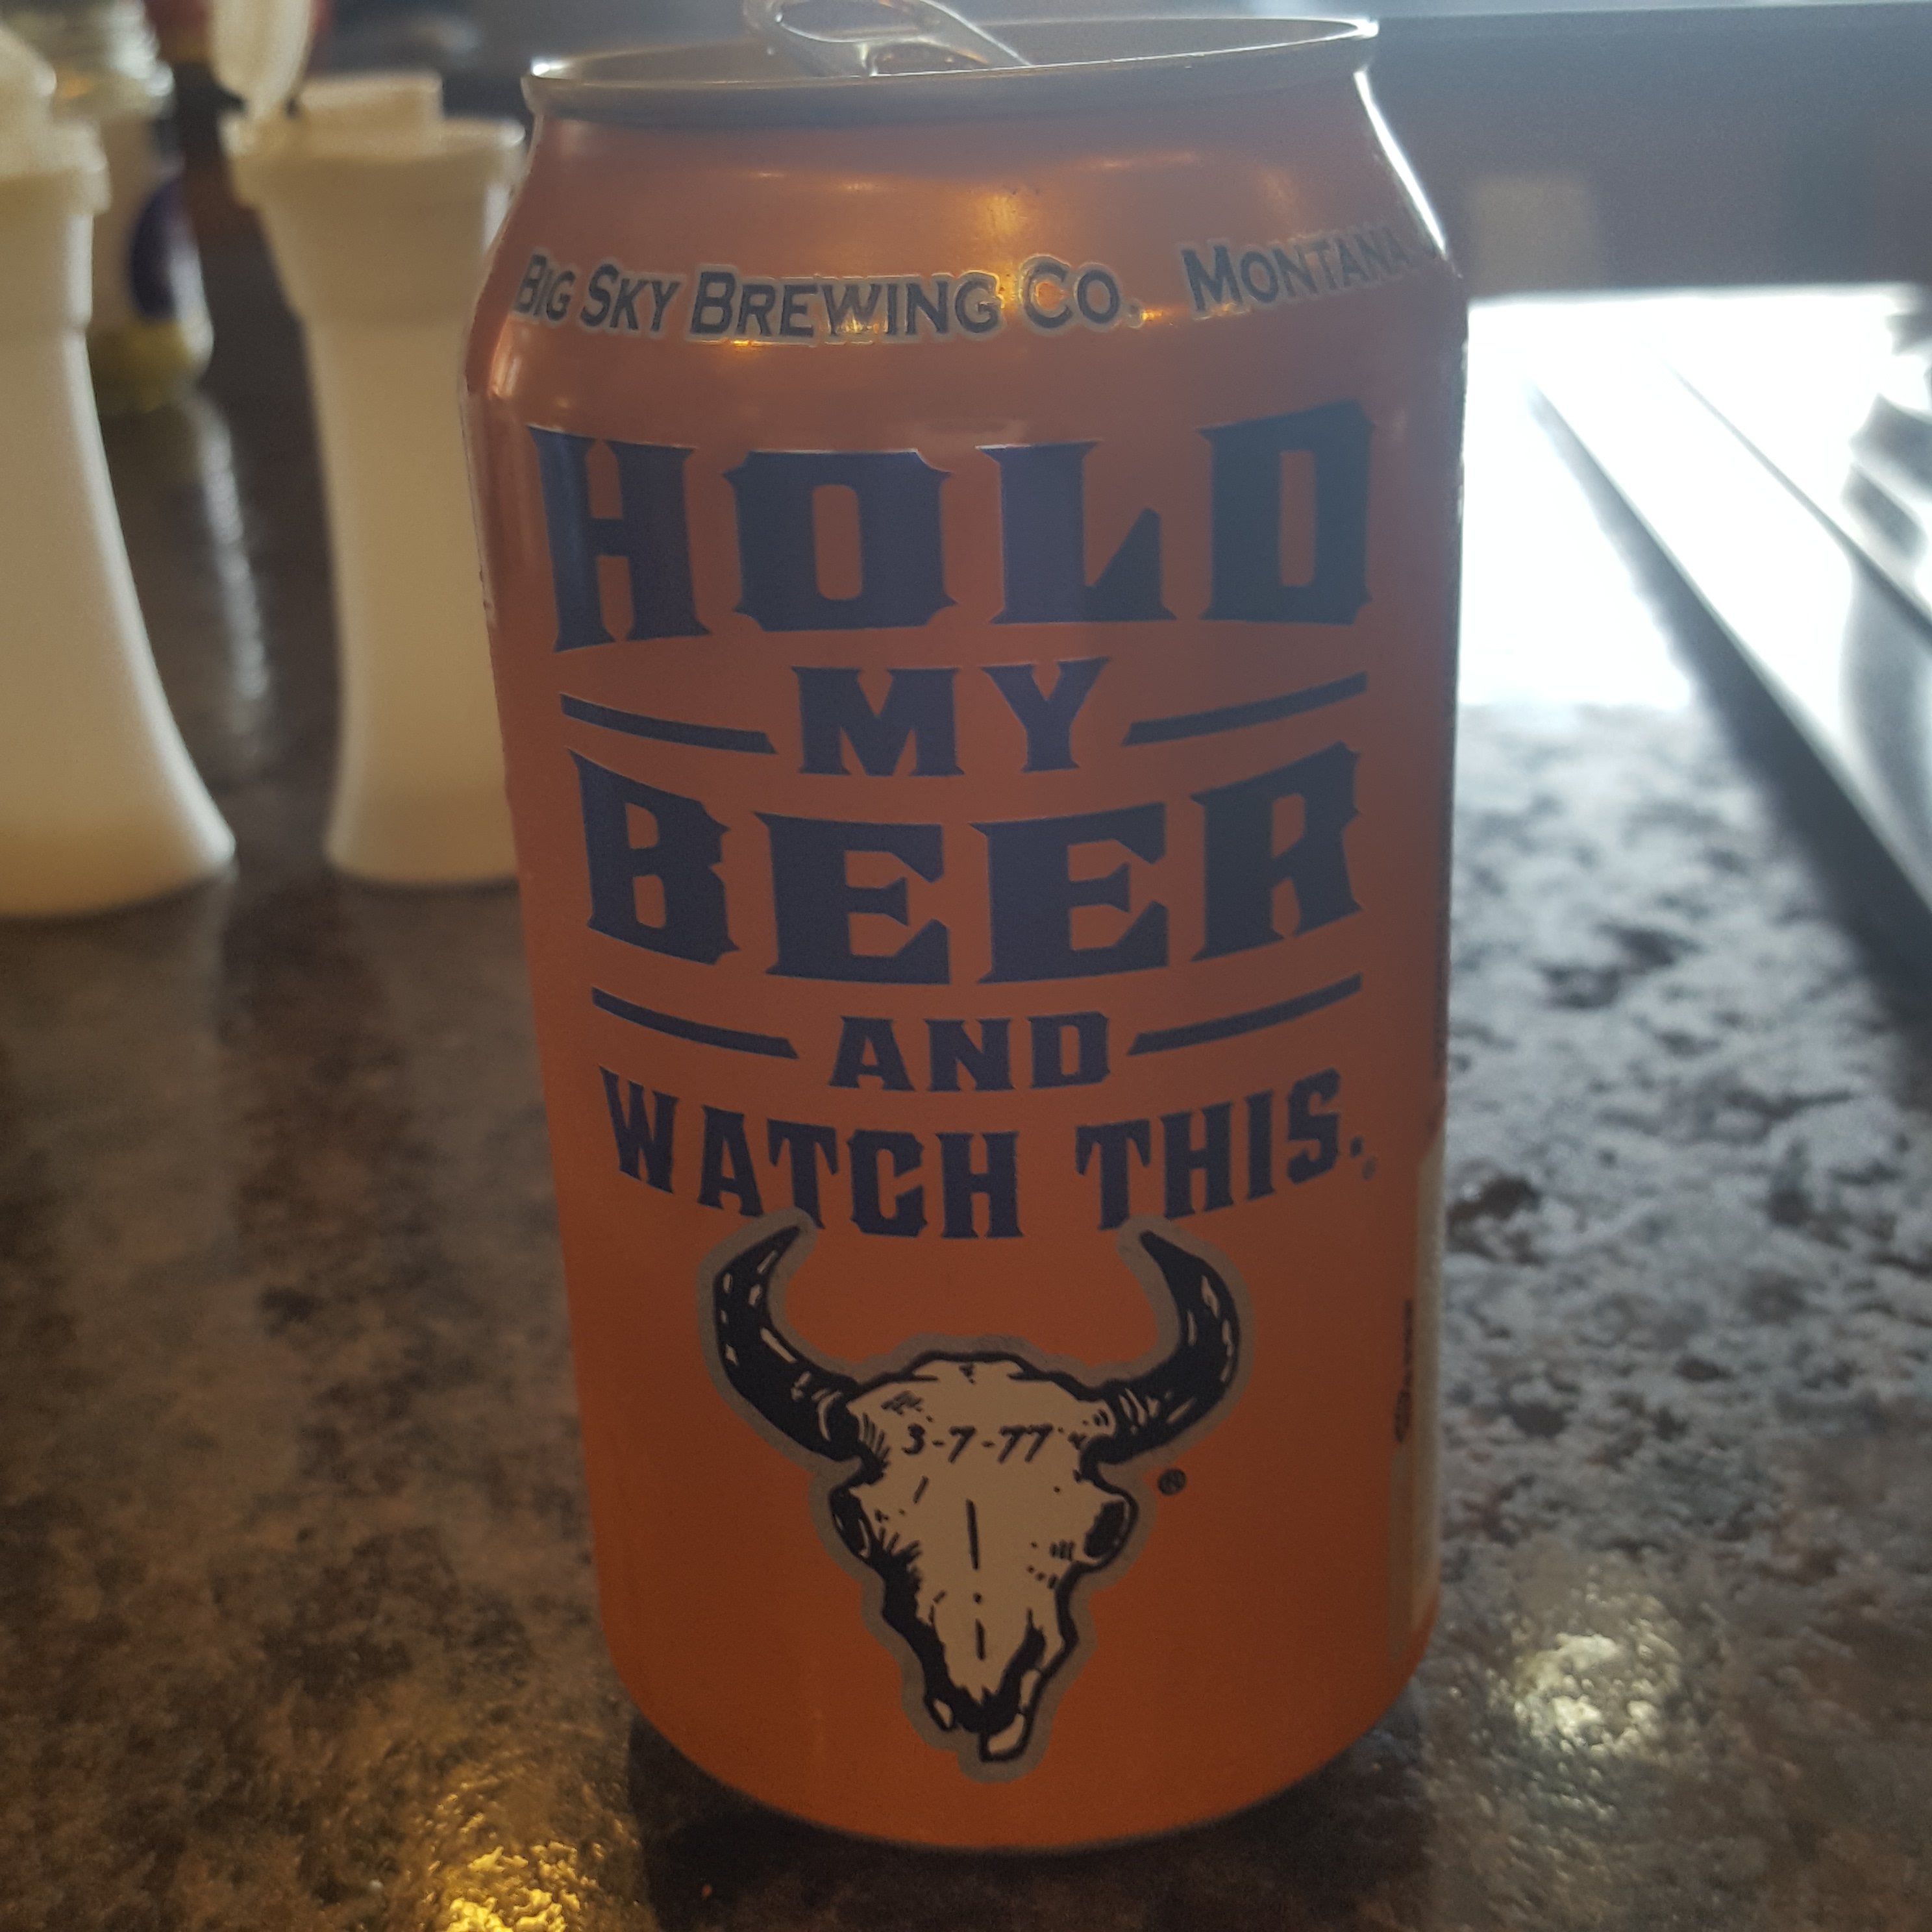 BIG SKY BREWING CO. MONTANA
HOLD
MY
BEER
AND
WATCH THIS.
3-7-77
®